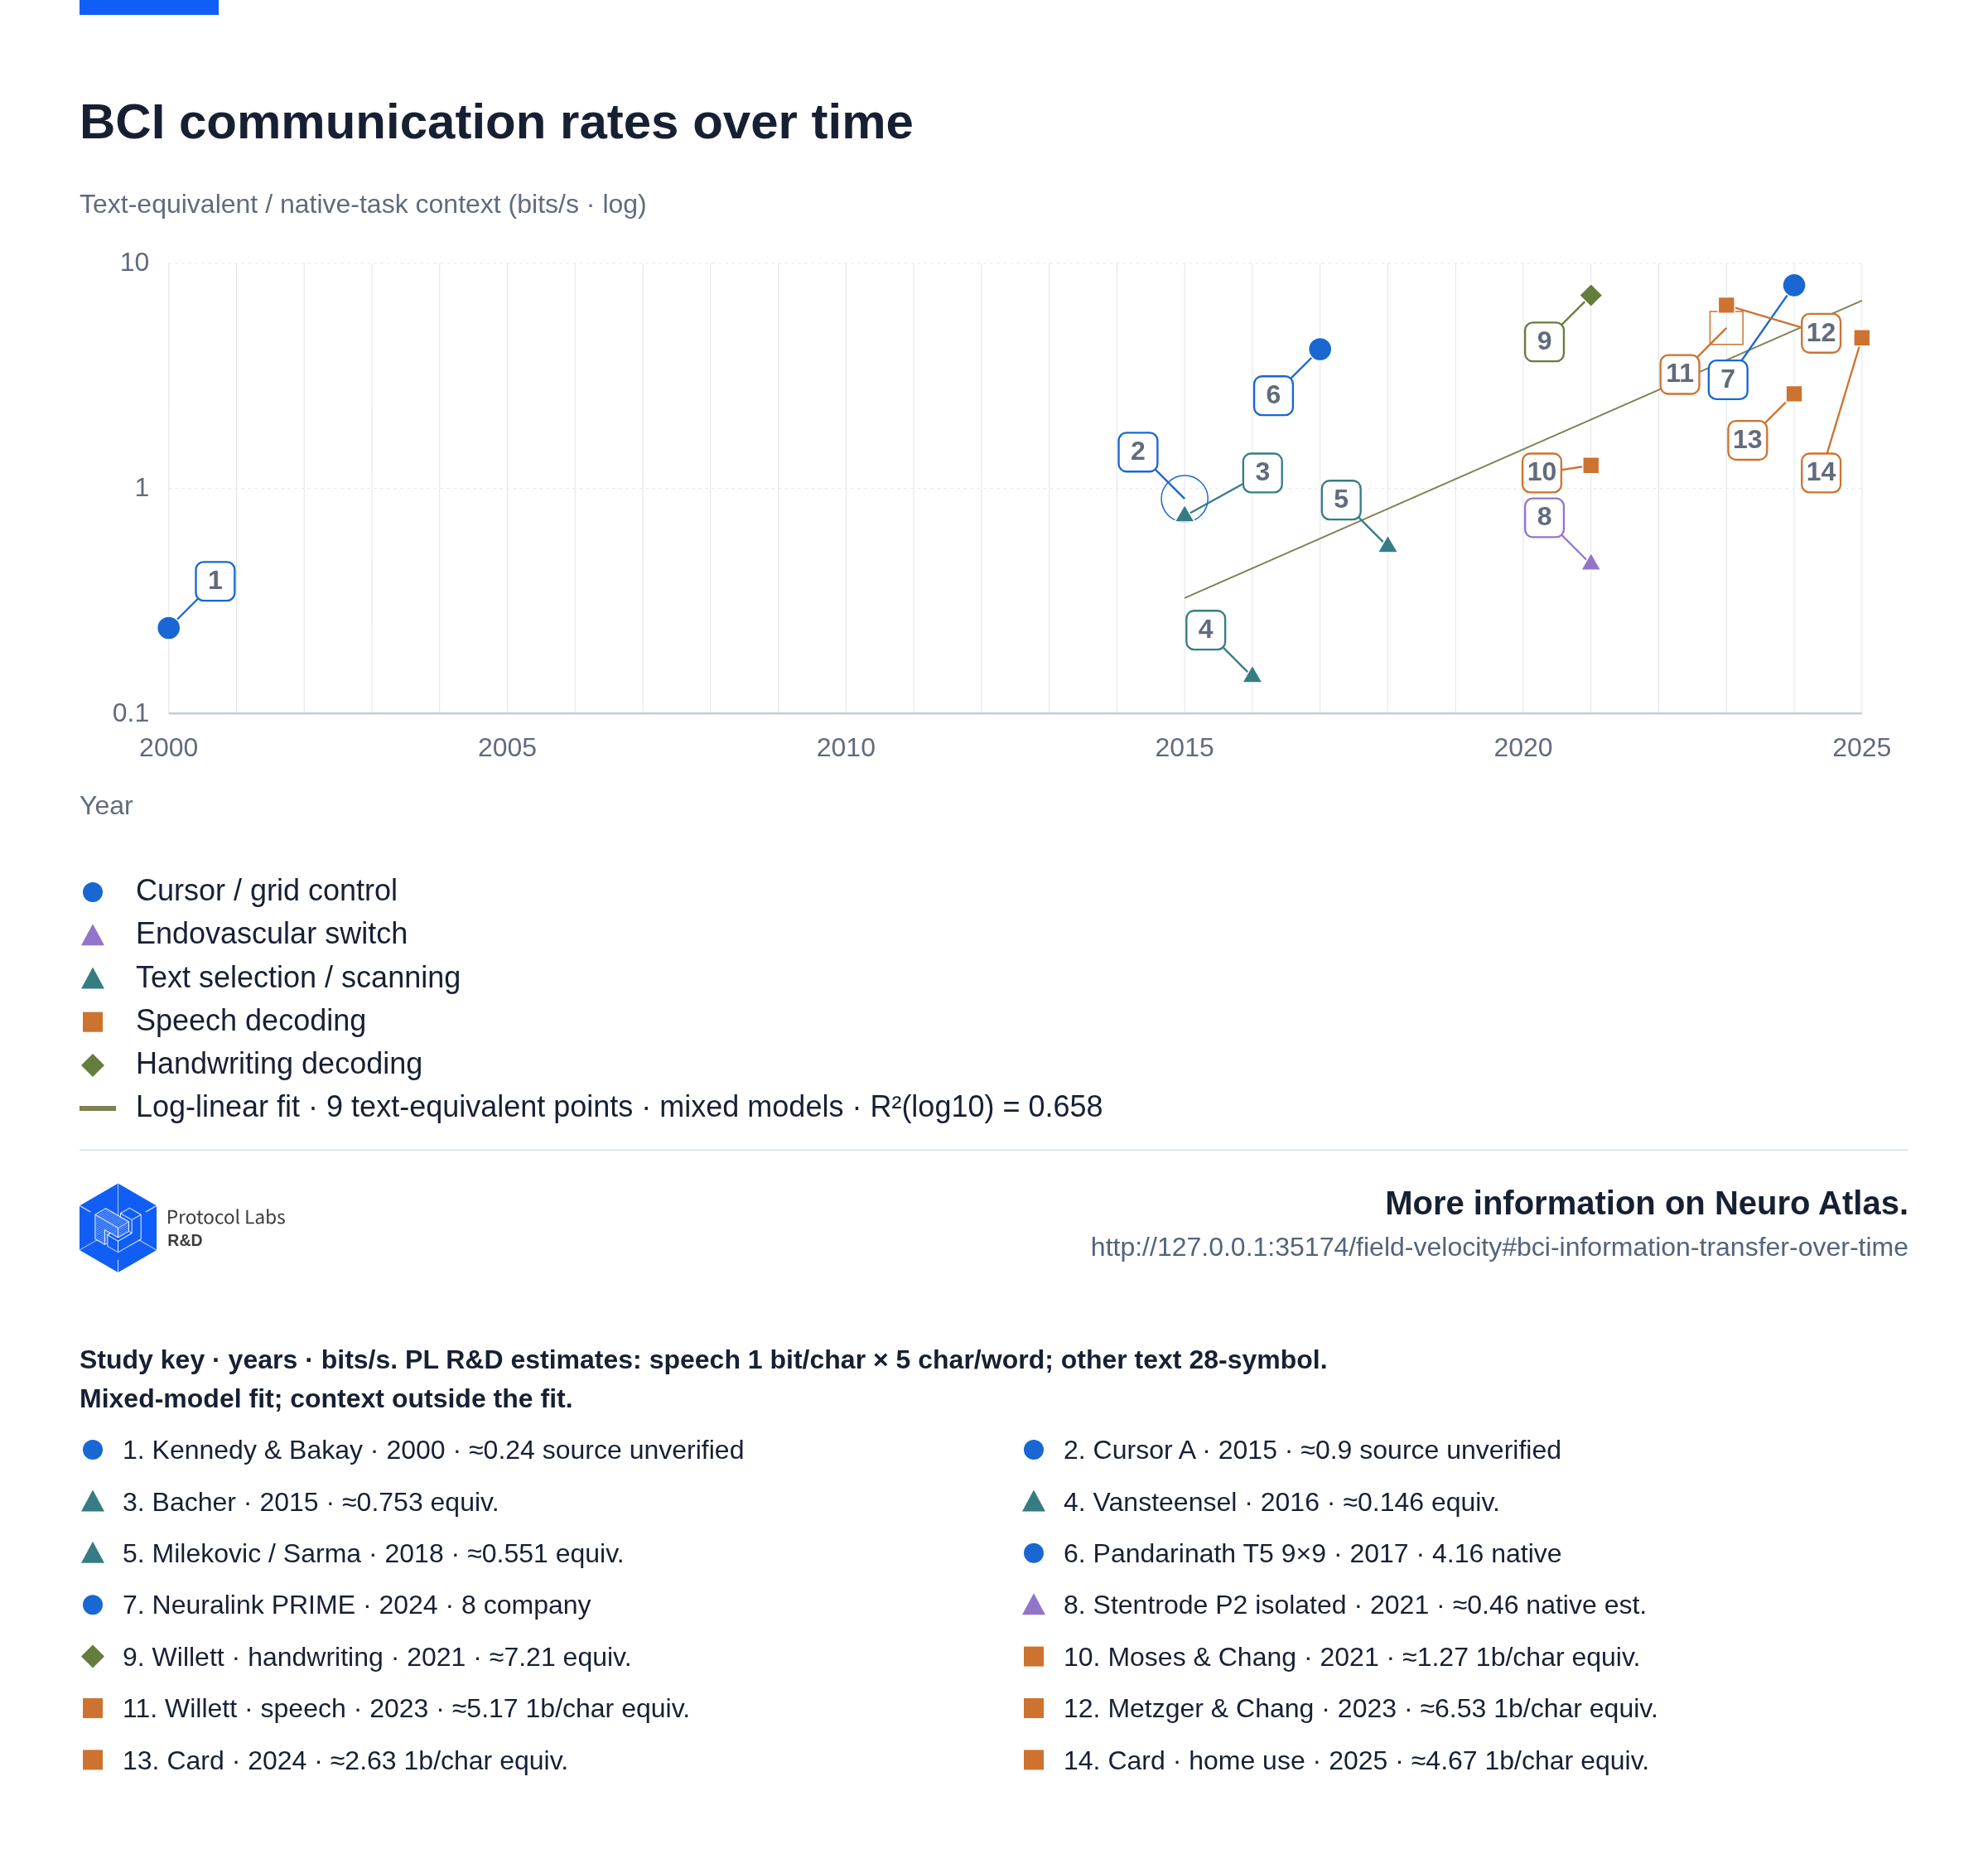 BCI communication rates over time
Text-equivalent / native-task context (bits/s · log)
10
1
0.1
1
2
3
4
5
6
7
8
9
10
11
12
13
14
2000 2005 2010 2015 2020 2025
Year
Cursor / grid control
Endovascular switch
Text selection / scanning
Speech decoding
Handwriting decoding
Log-linear fit · 9 text-equivalent points · mixed models · R²(log10) = 0.658
Protocol Labs
R&D
More information on Neuro Atlas.
http://127.0.0.1:35174/field-velocity#bci-information-transfer-over-time
Study key · years · bits/s. PL R&D estimates: speech 1 bit/char × 5 char/word; other text 28-symbol.
Mixed-model fit; context outside the fit.
1. Kennedy & Bakay · 2000 · ≈0.24 source unverified
2. Cursor A · 2015 · ≈0.9 source unverified
3. Bacher · 2015 · ≈0.753 equiv.
4. Vansteensel · 2016 · ≈0.146 equiv.
5. Milekovic / Sarma · 2018 · ≈0.551 equiv.
6. Pandarinath T5 9×9 · 2017 · 4.16 native
7. Neuralink PRIME · 2024 · 8 company
8. Stentrode P2 isolated · 2021 · ≈0.46 native est.
9. Willett · handwriting · 2021 · ≈7.21 equiv.
10. Moses & Chang · 2021 · ≈1.27 1b/char equiv.
11. Willett · speech · 2023 · ≈5.17 1b/char equiv.
12. Metzger & Chang · 2023 · ≈6.53 1b/char equiv.
13. Card · 2024 · ≈2.63 1b/char equiv.
14. Card · home use · 2025 · ≈4.67 1b/char equiv.